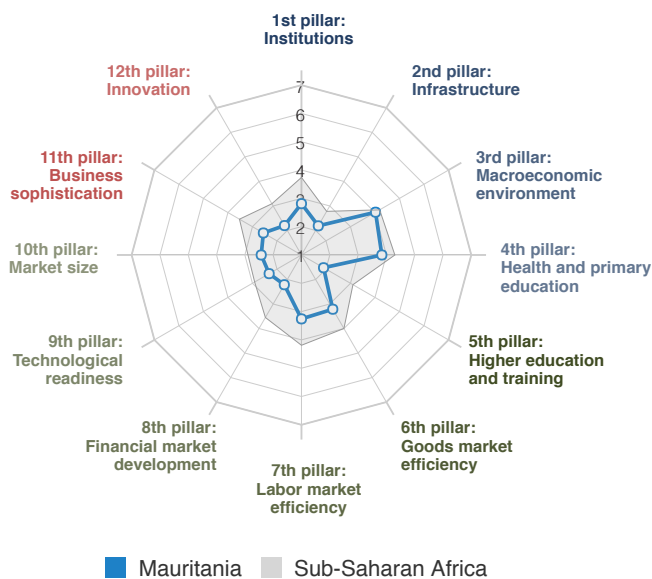 1st pillar:
Institutions
2nd pillar:
Infrastructure
3rd pillar:
Macroeconomic
environment
4th pillar:
Health and primary
education
5th pillar:
Higher education
and training
6th pillar:
Goods market
efficiency
7th pillar:
Labor market
efficiency
8th pillar:
Financial market
development
9th pillar:
Technological
readiness
10th pillar:
Market size
11th pillar:
Business
sophistication
12th pillar:
Innovation
7
6
5
4
3
2
1
Mauritania
Sub-Saharan Africa